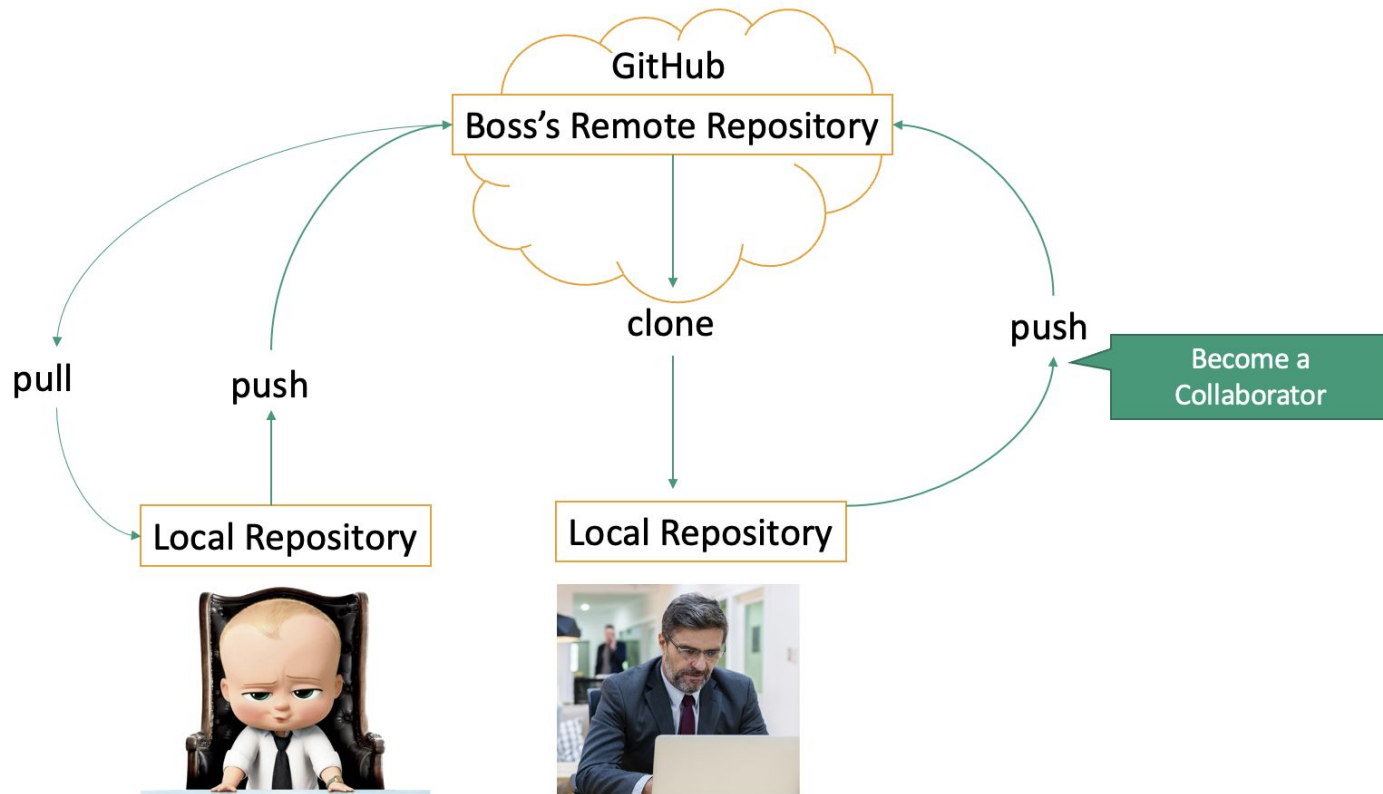 GitHub
Boss’s Remote Repository
clone
push
pull
push
Become a
Collaborator
Local Repository
Local Repository